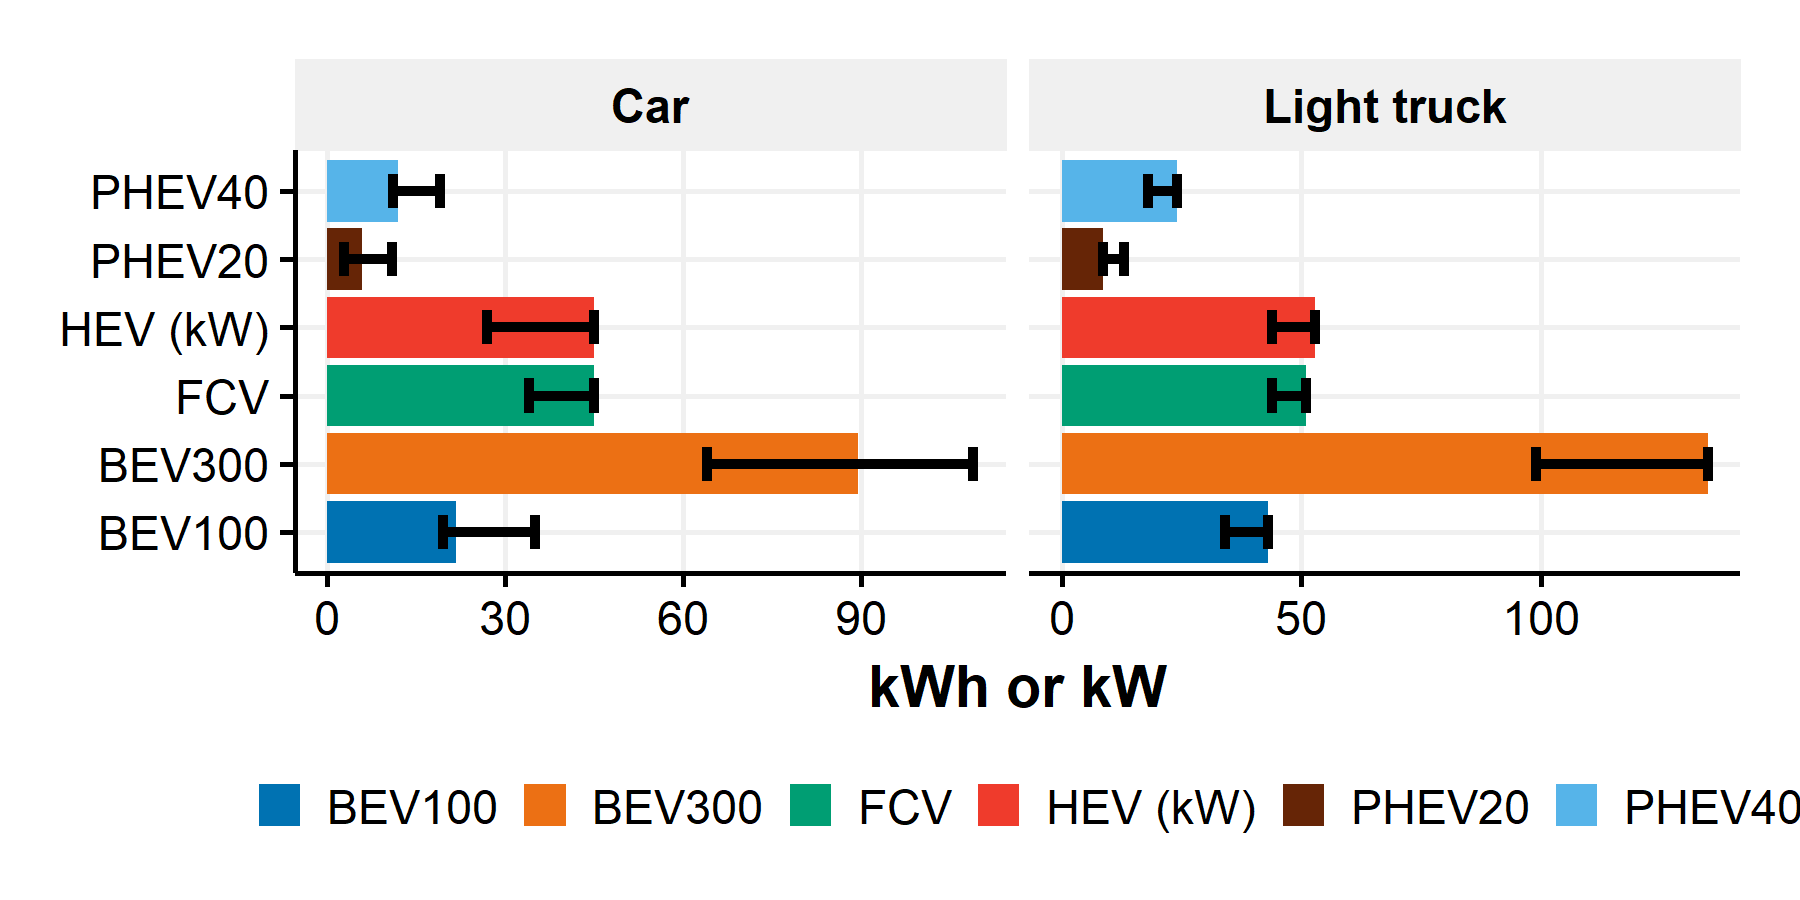 Car Light truck
PHEV40
PHEV20
HEV (kW)
FCV
BEV300
BEV100
0 30 60 90 0 50 100
kWh or kW
BEV100 BEV300 FCV HEV (kW) PHEV20 PHEV40